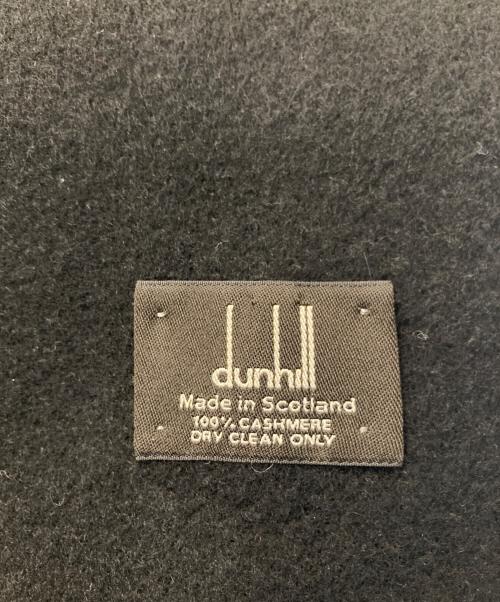 dunhill
Made in Scotland
100% CASHMERE
DRY CLEAN ONLY